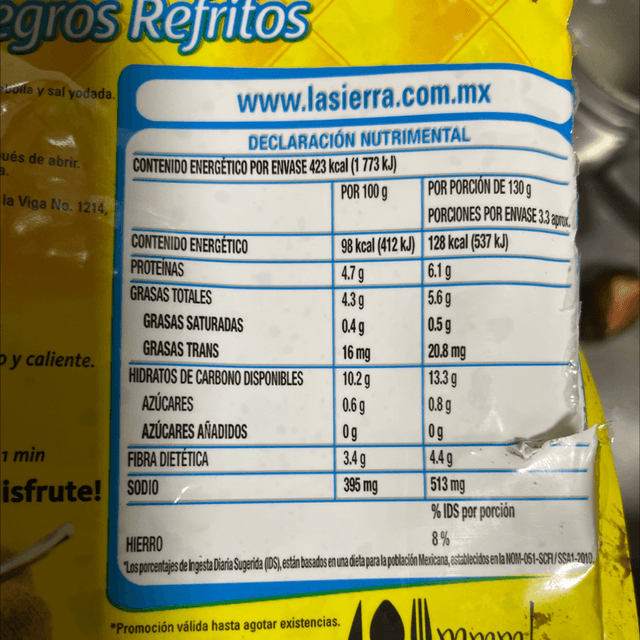 egros Refritos
cebolla y sal yodada.
www.lasierra.com.mx
DECLARACIÓN NUTRIMENTAL
ués de abrir.
a.
la Viga No. 1214,
CONTENIDO ENERGÉTICO POR ENVASE 423 kcal (1 773 kJ)
POR 100 g POR PORCIÓN DE 130 g
PORCIONES POR ENVASE 3.3 aprox.
CONTENIDO ENERGÉTICO 98 kcal (412 kJ) 128 kcal (537 kJ)
PROTEÍNAS 4.7 g 6.1 g
GRASAS TOTALES 4.3 g 5.6 g
GRASAS SATURADAS 0.4 g 0.5 g
GRASAS TRANS 16 mg 20.8 mg
o y caliente.
HIDRATOS DE CARBONO DISPONIBLES 10.2 g 13.3 g
AZÚCARES 0.6 g 0.8 g
AZÚCARES AÑADIDOS 0 g 0 g
1 min
FIBRA DIETÉTICA 3.4 g 4.4 g
isfrute!
SODIO 395 mg 513 mg
% IDS por porción
HIERRO 8 %
*Los porcentajes de Ingesta Diaria Sugerida (IDS), están basados en una dieta para la población Mexicana, establecidos en la NOM-051-SCFI/SSA1-2010.
*Promoción válida hasta agotar existencias.